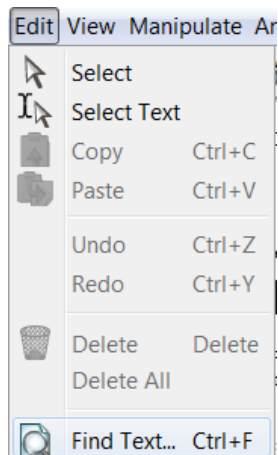 Edit View Manipulate
Select
Select Text
Copy Ctrl+C
Paste Ctrl+V
Undo Ctrl+Z
Redo Ctrl+Y
Delete Delete
Delete All
Find Text... Ctrl+F